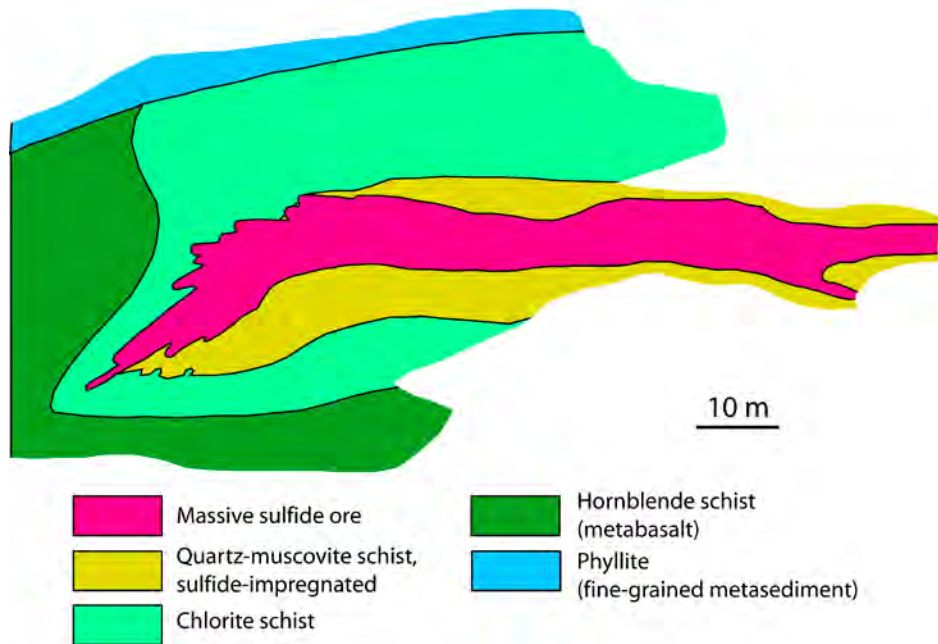 10 m
Massive sulfide ore
Quartz-muscovite schist,
sulfide-impregnated
Chlorite schist
Hornblende schist
(metabasalt)
Phyllite
(fine-grained metasediment)